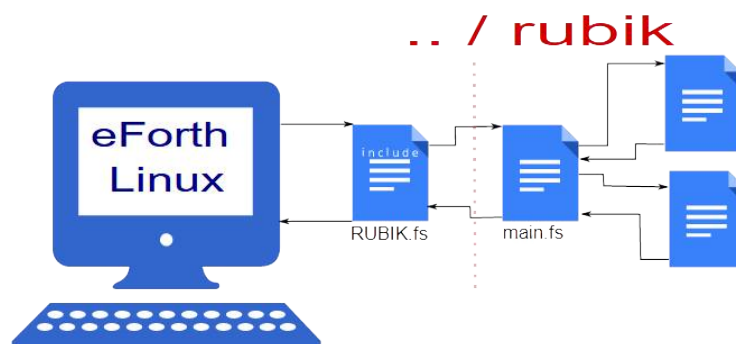 .. / rubik
eForth
Linux
include
RUBIK.fs
main.fs